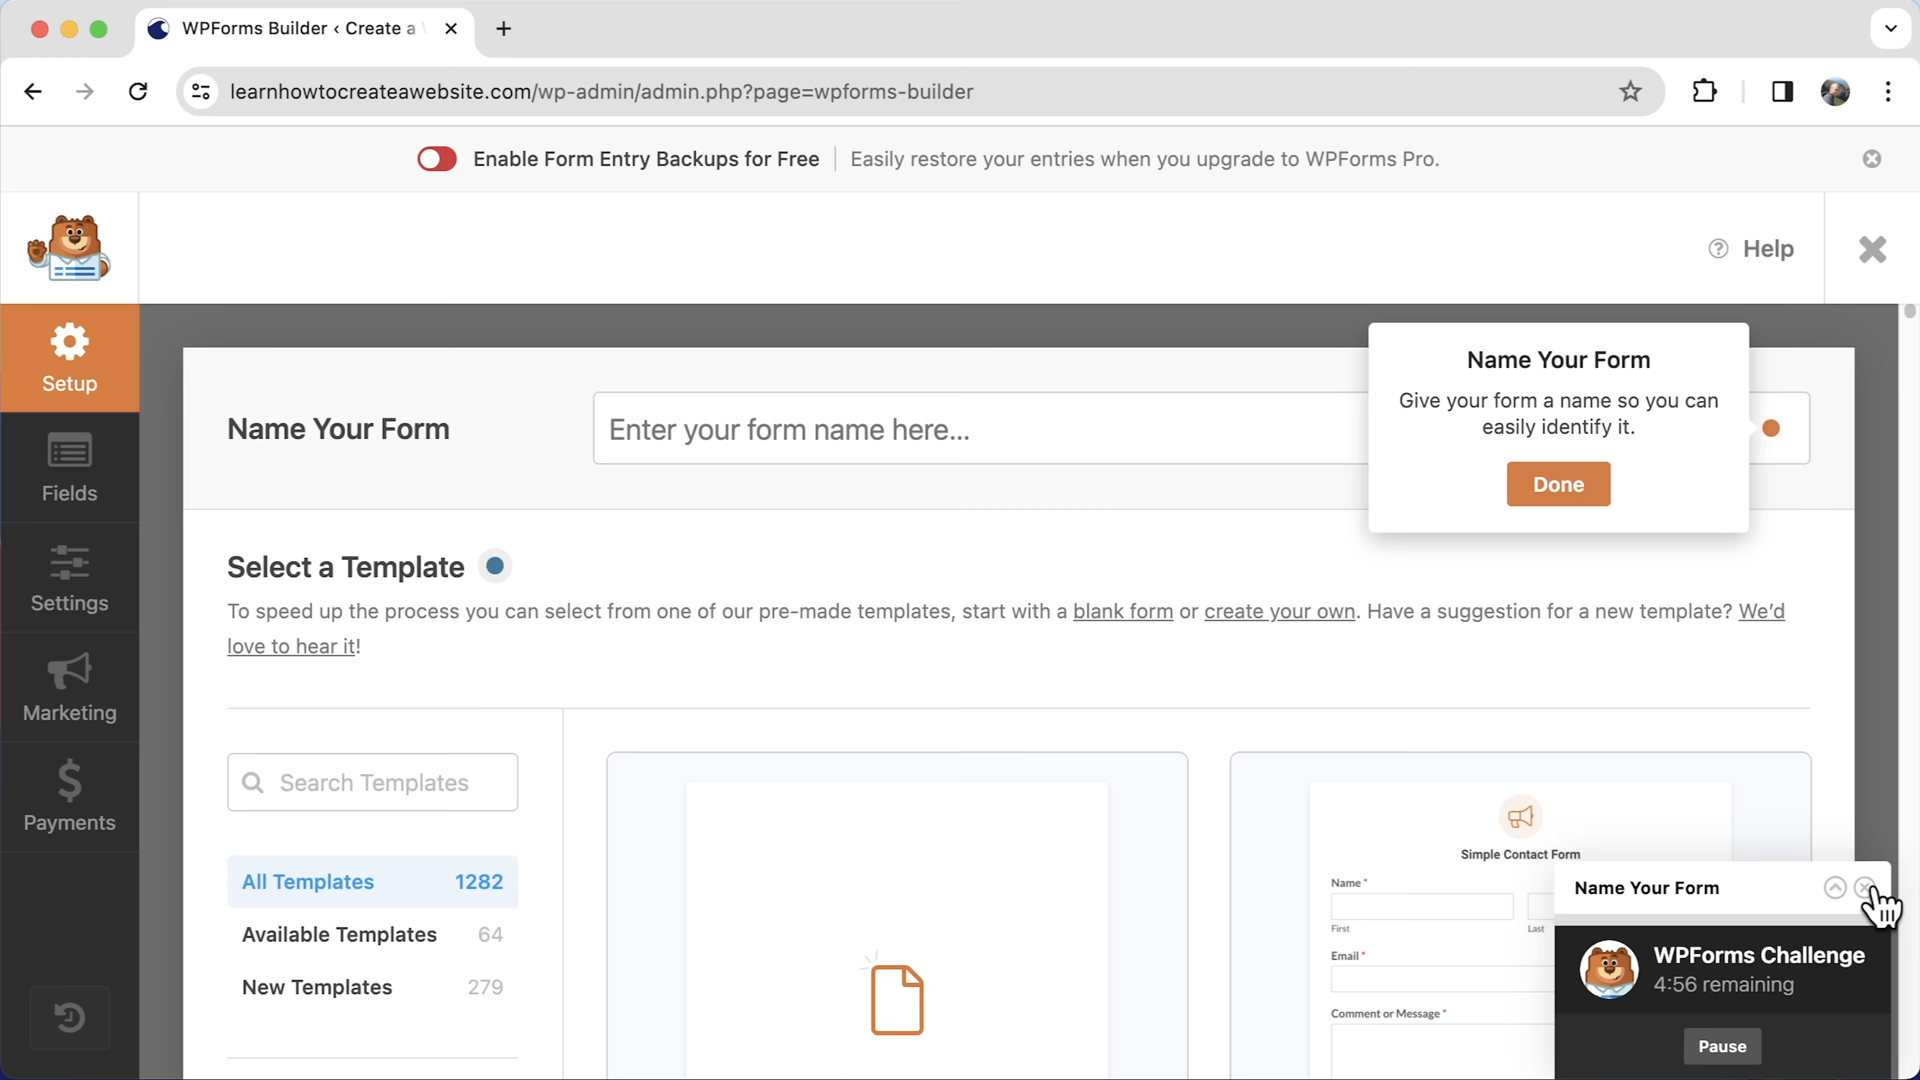 WPForms Builder ‹ Create a
learnhowtocreateawebsite.com/wp-admin/admin.php?page=wpforms-builder
Enable Form Entry Backups for Free
Easily restore your entries when you upgrade to WPForms Pro.
Help
Setup
Fields
Settings
Marketing
Payments
Name Your Form
Enter your form name here...
Name Your Form
Give your form a name so you can
easily identify it.
Done
Select a Template
To speed up the process you can select from one of our pre-made templates, start with a blank form or create your own. Have a suggestion for a new template? We'd
love to hear it!
Search Templates
All Templates 1282
Available Templates 64
New Templates 279
Simple Contact Form
Name *
First
Last
Email *
Comment or Message *
Name Your Form
WPForms Challenge
4:56 remaining
Pause